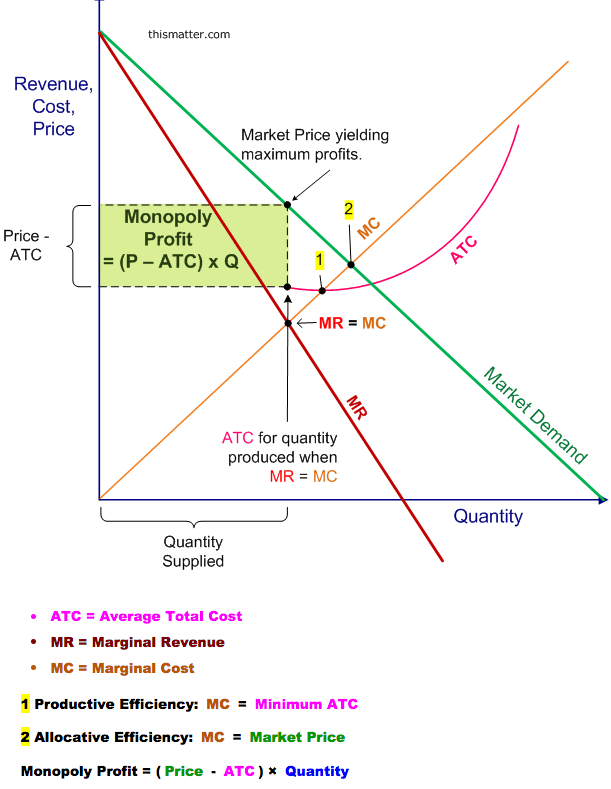 thismatter.com
Revenue,
Cost,
Price
Market Price yielding
maximum profits.
Monopoly
Profit
= (P – ATC) x Q
Price -
ATC
2
MC
1
ATC
MR = MC
MR
Market Demand
ATC for quantity
produced when
MR = MC
Quantity
Quantity
Supplied
• ATC = Average Total Cost
• MR = Marginal Revenue
• MC = Marginal Cost
1 Productive Efficiency: MC = Minimum ATC
2 Allocative Efficiency: MC = Market Price
Monopoly Profit = ( Price - ATC ) × Quantity